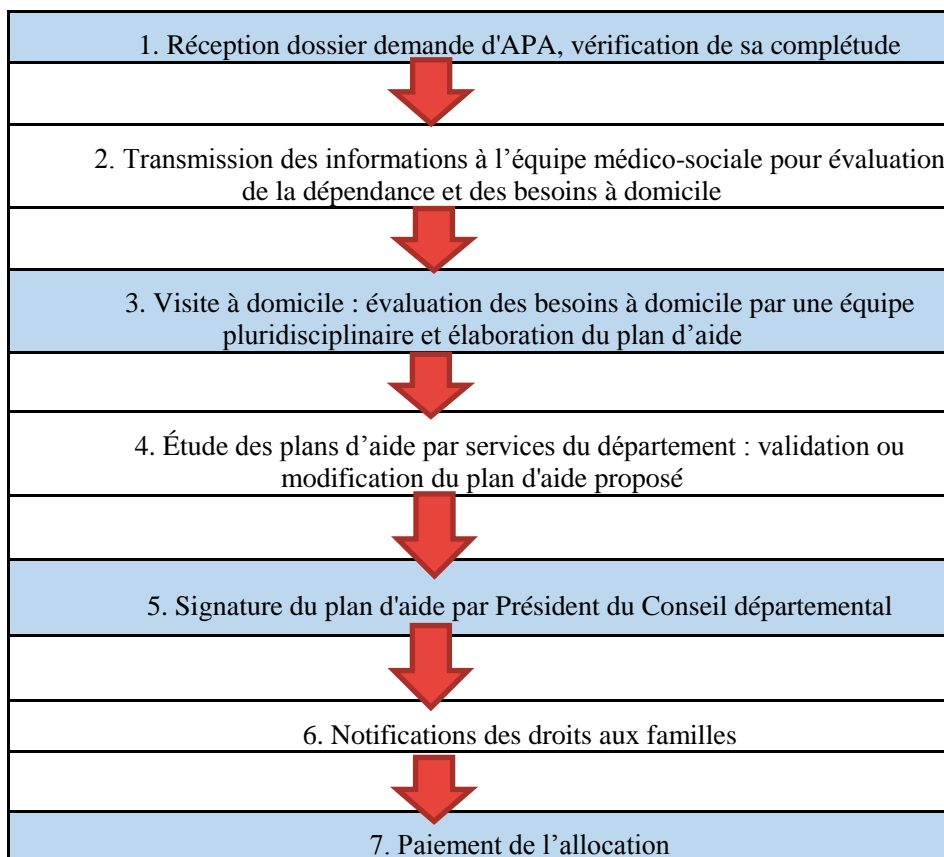 1. Réception dossier demande d'APA, vérification de sa complétude
2. Transmission des informations à l’équipe médico-sociale pour évaluation
de la dépendance et des besoins à domicile
3. Visite à domicile : évaluation des besoins à domicile par une équipe
pluridisciplinaire et élaboration du plan d’aide
4. Étude des plans d’aide par services du département : validation ou
modification du plan d'aide proposé
5. Signature du plan d'aide par Président du Conseil départemental
6. Notifications des droits aux familles
7. Paiement de l’allocation